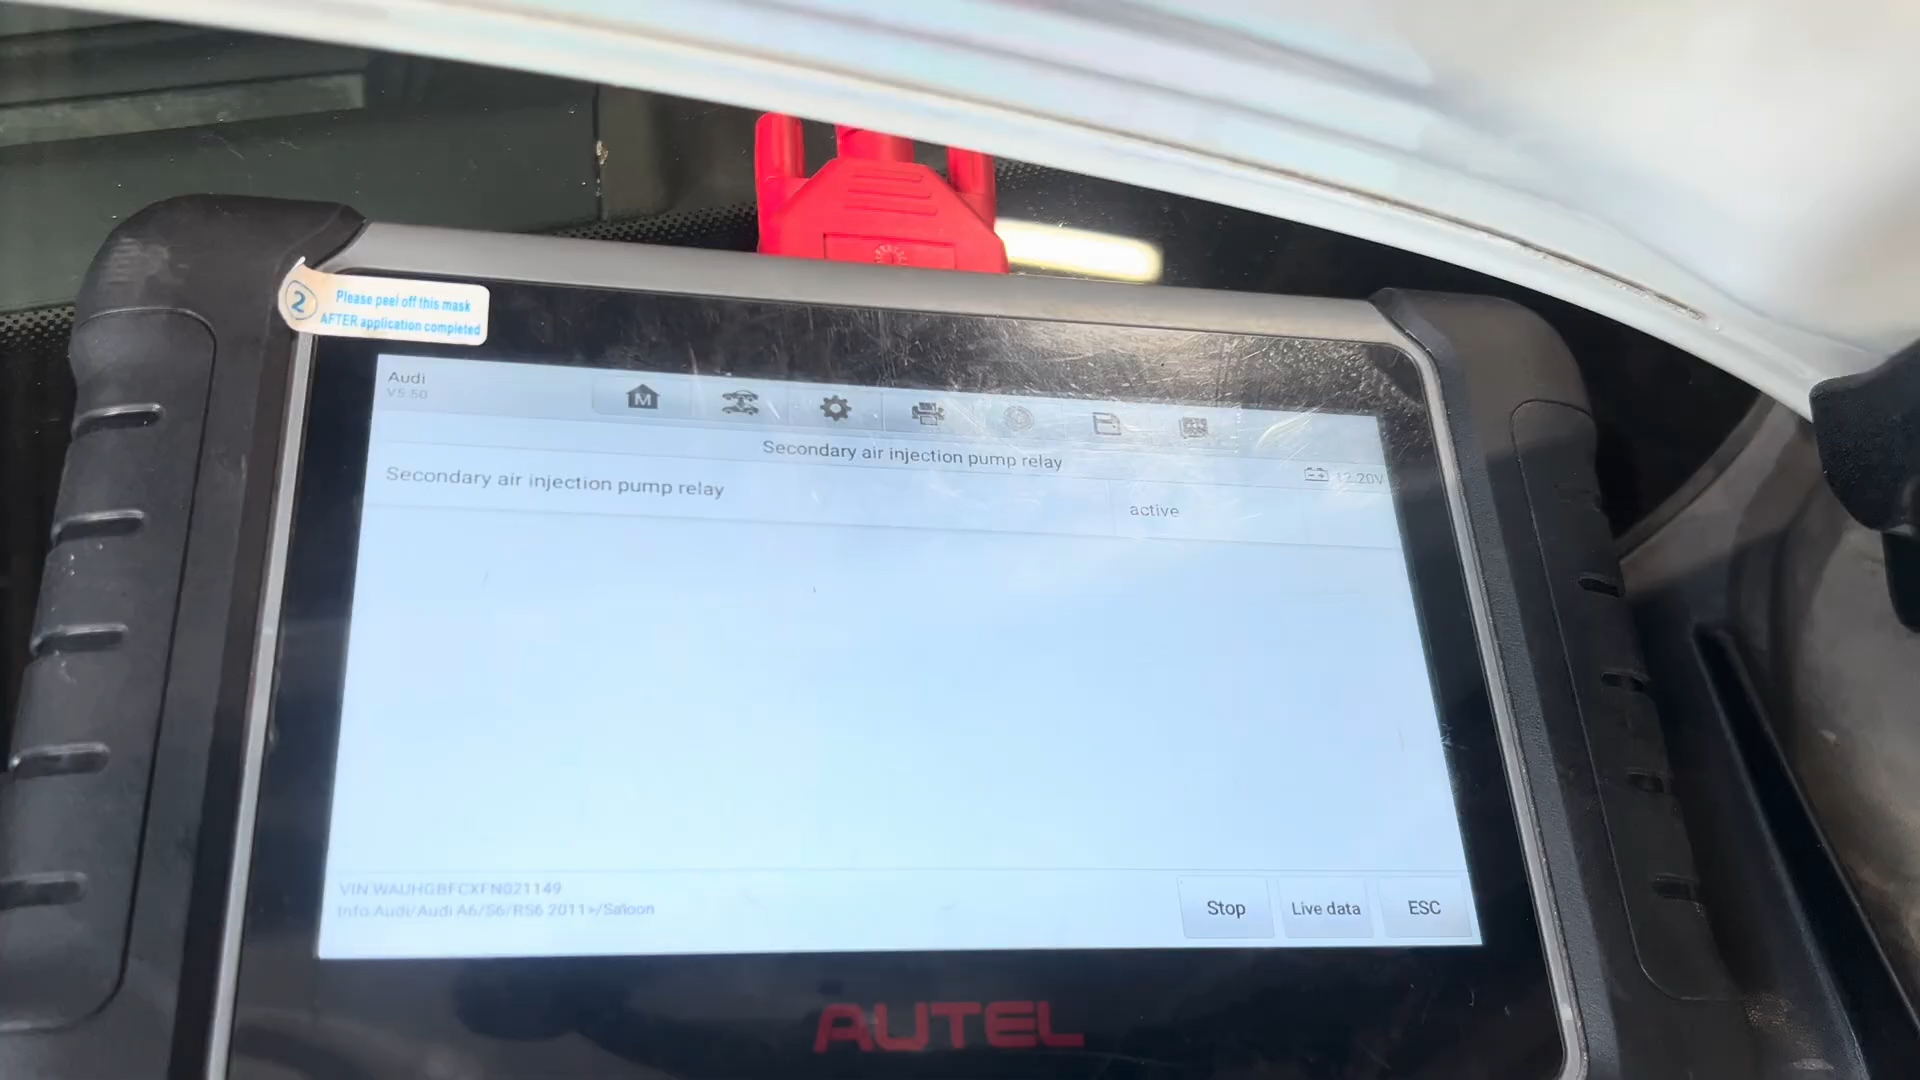 2
Please peel off this mask
AFTER application completed
Audi
V5.50
M
Secondary air injection pump relay
12.20V
Secondary air injection pump relay
active
VIN WAUHGBFCXFN021149
Info:Audi/Audi A6/S6/RS6 2011>/Saloon
Stop
Live data
ESC
AUTEL